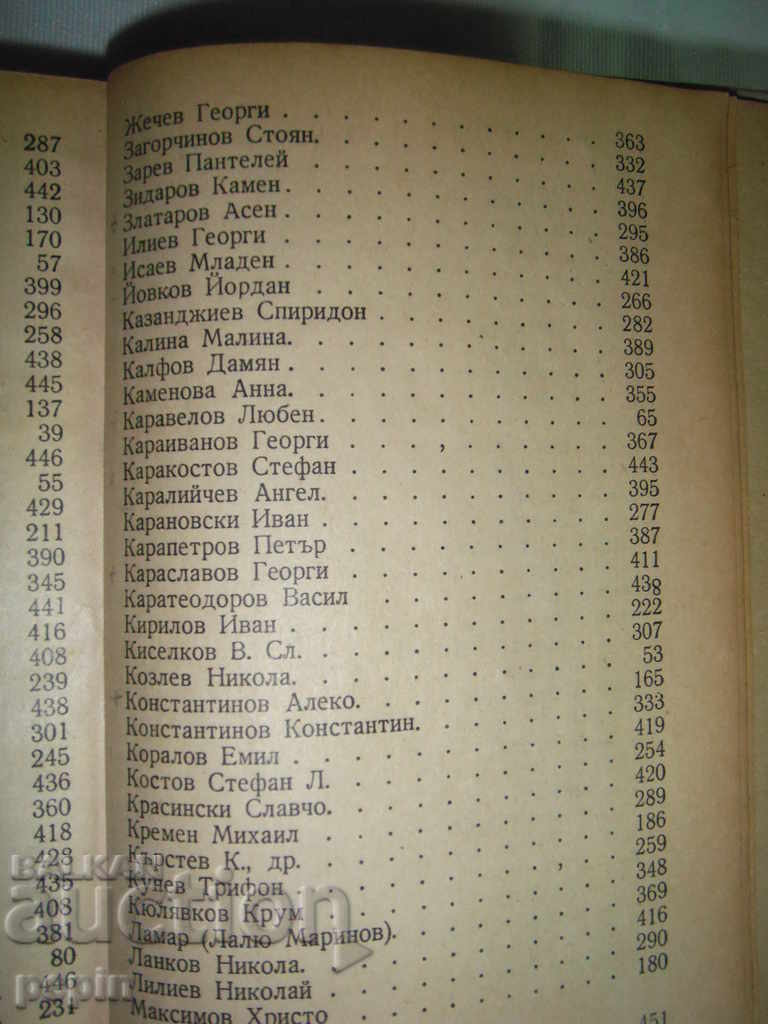 287
403
442
130
170
57
399
296
258
438
445
137
39
446
55
429
211
390
345
441
416
408
239
438
301
245
436
360
418
423
435
403
381
80
446
231
Жечев Георги . . . . . . . . . . 363
Загорчинов Стоян. . . . . . . . . 332
Зарев Пантелей . . . . . . . . . 437
Зидаров Камен. . . . . . . . . . 396
Златаров Асен . . . . . . . . . . 295
Илиев Георги . . . . . . . . . . 386
Исаев Младен . . . . . . . . . . 421
Йовков Йордан . . . . . . . . . 266
Казанджиев Спиридон . . . . . . . 282
Калина Малина. . . . . . . . . . 389
Калфов Дамян . . . . . . . . . . 305
Каменова Анна. . . . . . . . . . 355
Каравелов Любен. . . . . . . . . 65
Караиванов Георги . . . , . . . . 367
Каракостов Стефан . . . . . . . . 443
Каралийчев Ангел. . . . . . . . . 395
Карановски Иван . . . . . . . . . 277
Карапетров Петър . . . . . . . . 387
Караславов Георги . . . . . . . . 411
Каратеодоров Васил . . . . . . . 438
Кирилов Иван . . . . . . . . . . 222
Киселков В. Сл. . . . . . . . . . 307
Козлев Никола. . . . . . . . . . 53
Константинов Алеко. . . . . . . . 165
Константинов Константин. . . . . . 333
Коралов Емил . . . . . . . . . . 419
Костов Стефан Л. . . . . . . . . 254
Красински Славчо. . . . . . . . . 420
Кремен Михаил . . . . . . . . . 289
Кърстев К., др. . . . . . . . , . 186
Кунев Трифон . . . . . . . . . . 259
Кюлявков Крум . . . . . . . . . 348
Ламар (Лалю Маринов). . . . . . . 369
Ланков Никола. . . . . . . . . . 416
Лилиев Николай . . . . . . . . . 290
Максимов Христо . . . . . . . . 180
451
BALKAN
auction
pepin